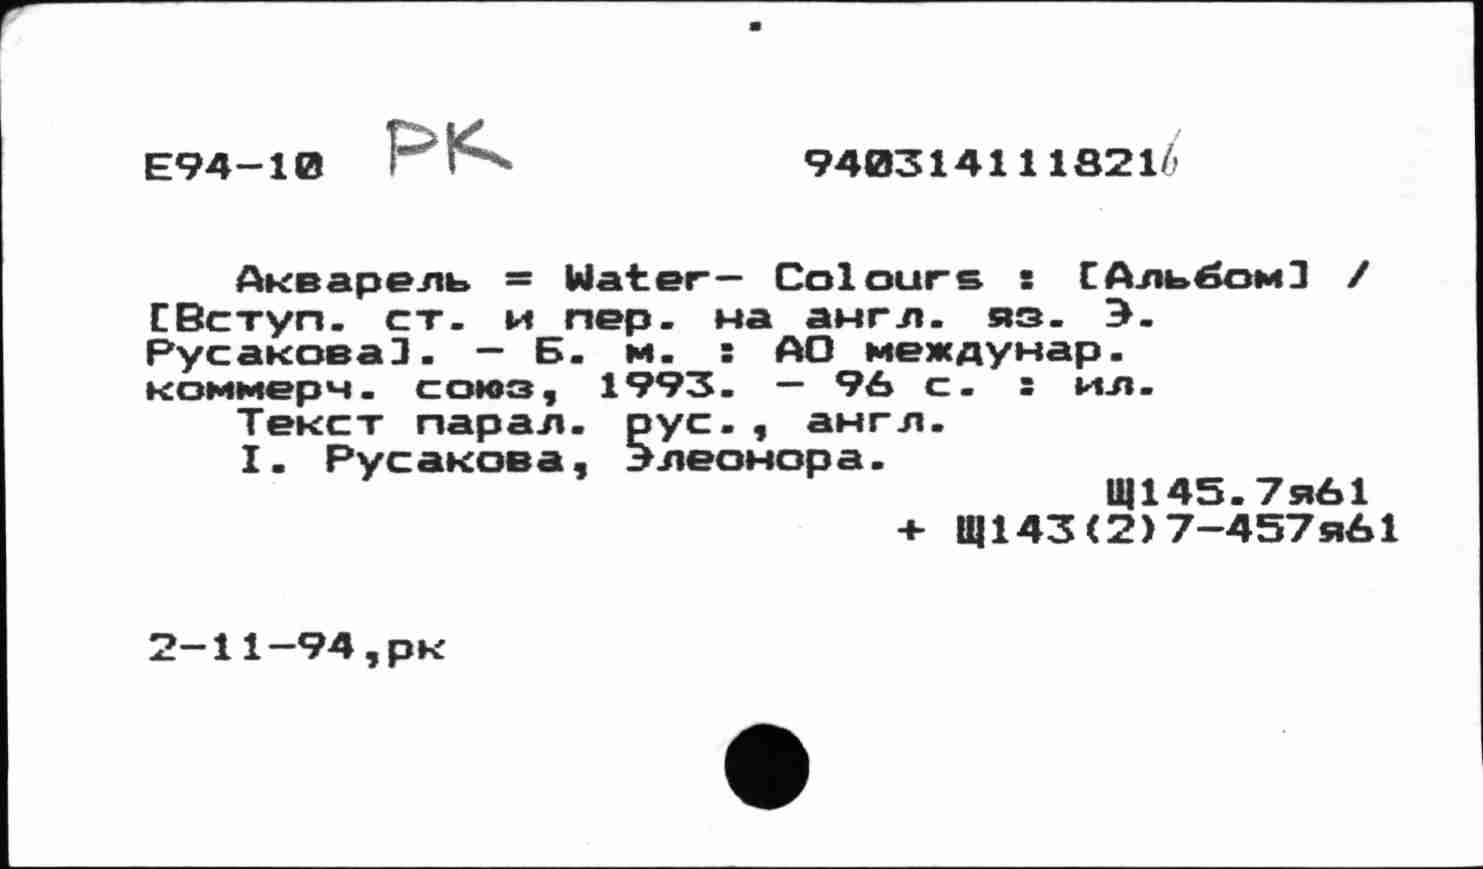 E94-10 РК 9403141118216
Акварель = Water- Colours : [Альбом] /
[Вступ. ст. и пер. на англ. яз. Э.
Русакова]. - Б. м. : АО междунар.
коммерч. союз, 1993. - 96 с. : ил.
Текст парал. рус., англ.
I. Русакова, Элеонора.
Щ145.7я61
+ Щ143(2)7-457я61
2-11-94,рк